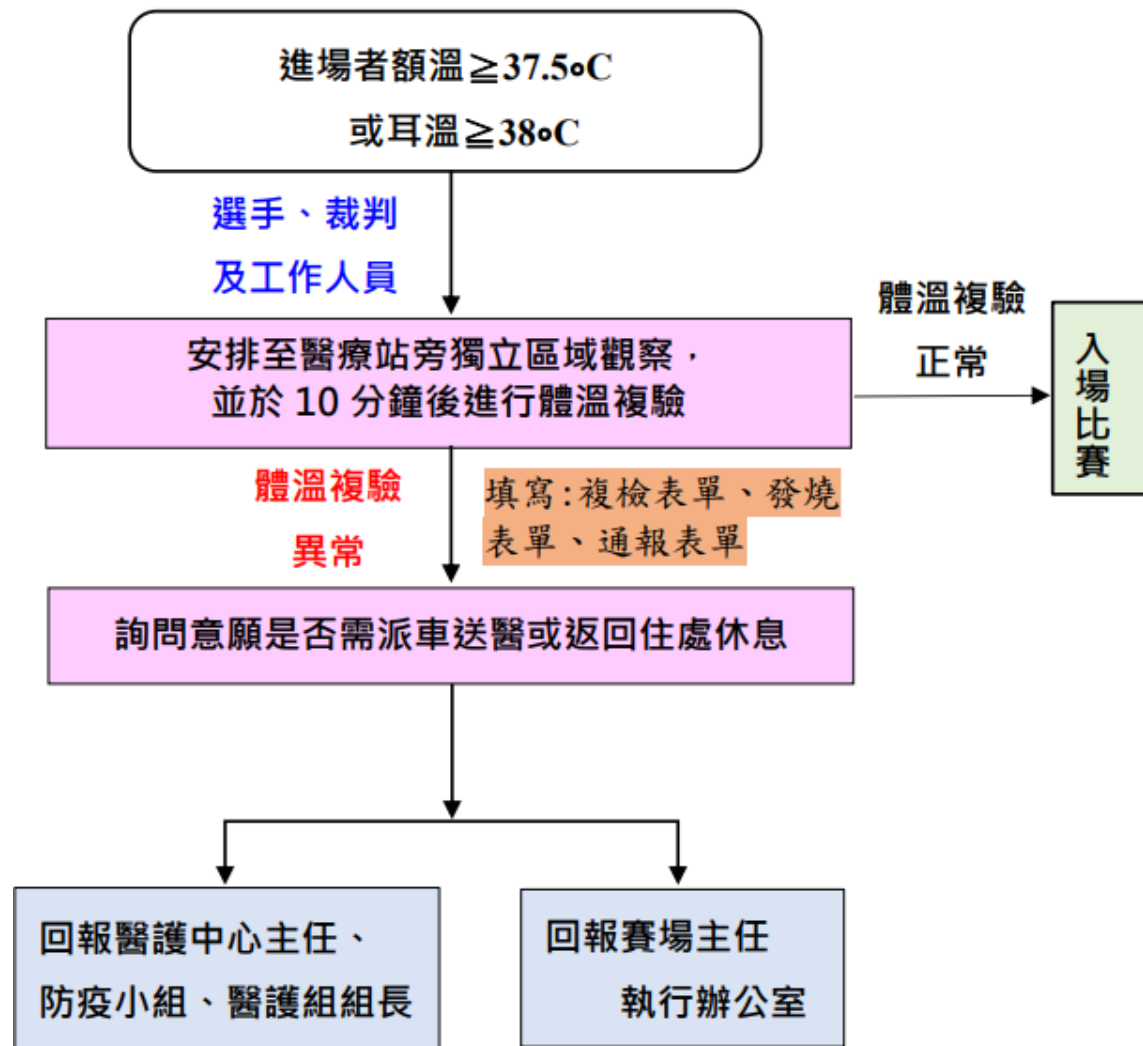 進場者額溫≧37.5∘C
或耳溫≧38∘C
選手、裁判
及工作人員
安排至醫療站旁獨立區域觀察，
並於 10 分鐘後進行體溫複驗
體溫複驗
正常
入場比賽
體溫複驗
異常
填寫:複檢表單、發燒
表單、通報表單
詢問意願是否需派車送醫或返回住處休息
回報醫護中心主任、
防疫小組、醫護組組長
回報賽場主任
執行辦公室